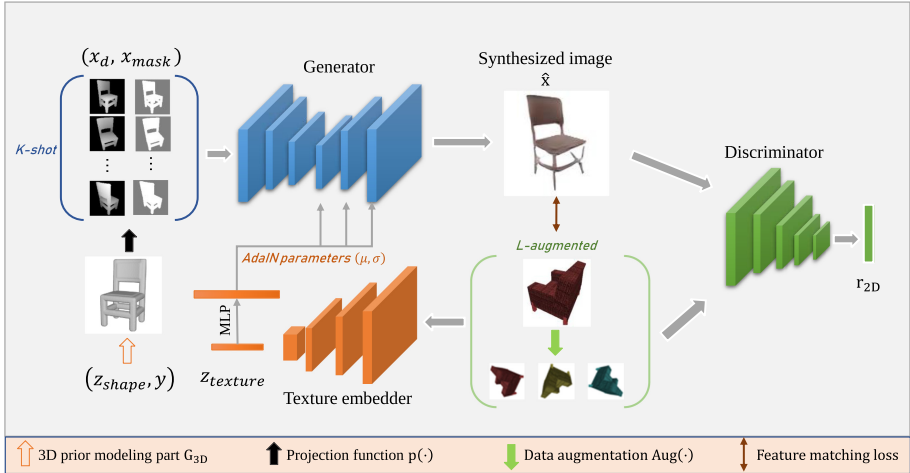 (x_d, x_mask)
Generator
Synthesized image
x̂
K-shot
⋮ ⋮
Discriminator
AdaIN parameters (μ,σ)
L-augmented
r_2D
MLP
(z_shape, y)
z_texture
Texture embedder
3D prior modeling part G_3D
Projection function p(·)
Data augmentation Aug(·)
Feature matching loss